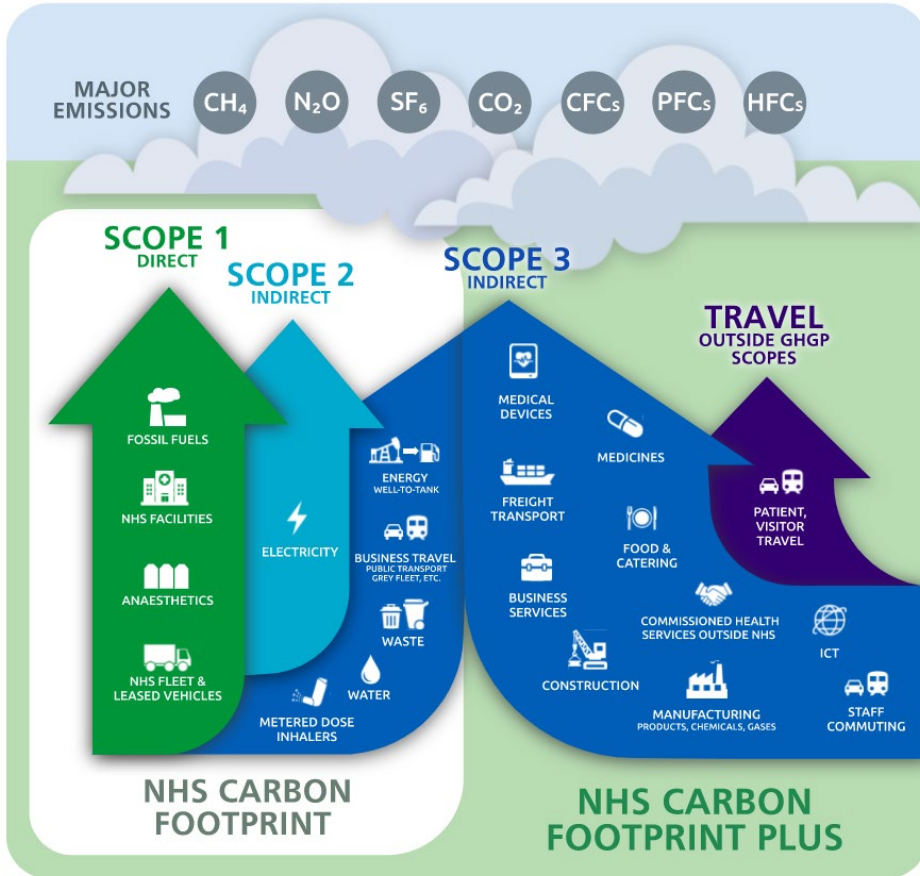 MAJOR
EMISSIONS
CH₄
N₂O
SF₆
CO₂
CFCs
PFCs
HFCs
SCOPE 1
DIRECT
SCOPE 2
INDIRECT
SCOPE 3
INDIRECT
TRAVEL
OUTSIDE GHGP
SCOPES
FOSSIL FUELS
NHS FACILITIES
ANAESTHETICS
NHS FLEET &
LEASED VEHICLES
ELECTRICITY
ENERGY
WELL-TO-TANK
BUSINESS TRAVEL
PUBLIC TRANSPORT
GREY FLEET, ETC.
WASTE
WATER
METERED DOSE
INHALERS
MEDICAL
DEVICES
MEDICINES
FREIGHT
TRANSPORT
FOOD &
CATERING
BUSINESS
SERVICES
COMMISSIONED HEALTH
SERVICES OUTSIDE NHS
CONSTRUCTION
MANUFACTURING
PRODUCTS, CHEMICALS, GASES
ICT
STAFF
COMMUTING
PATIENT,
VISITOR
TRAVEL
NHS CARBON
FOOTPRINT
NHS CARBON
FOOTPRINT PLUS